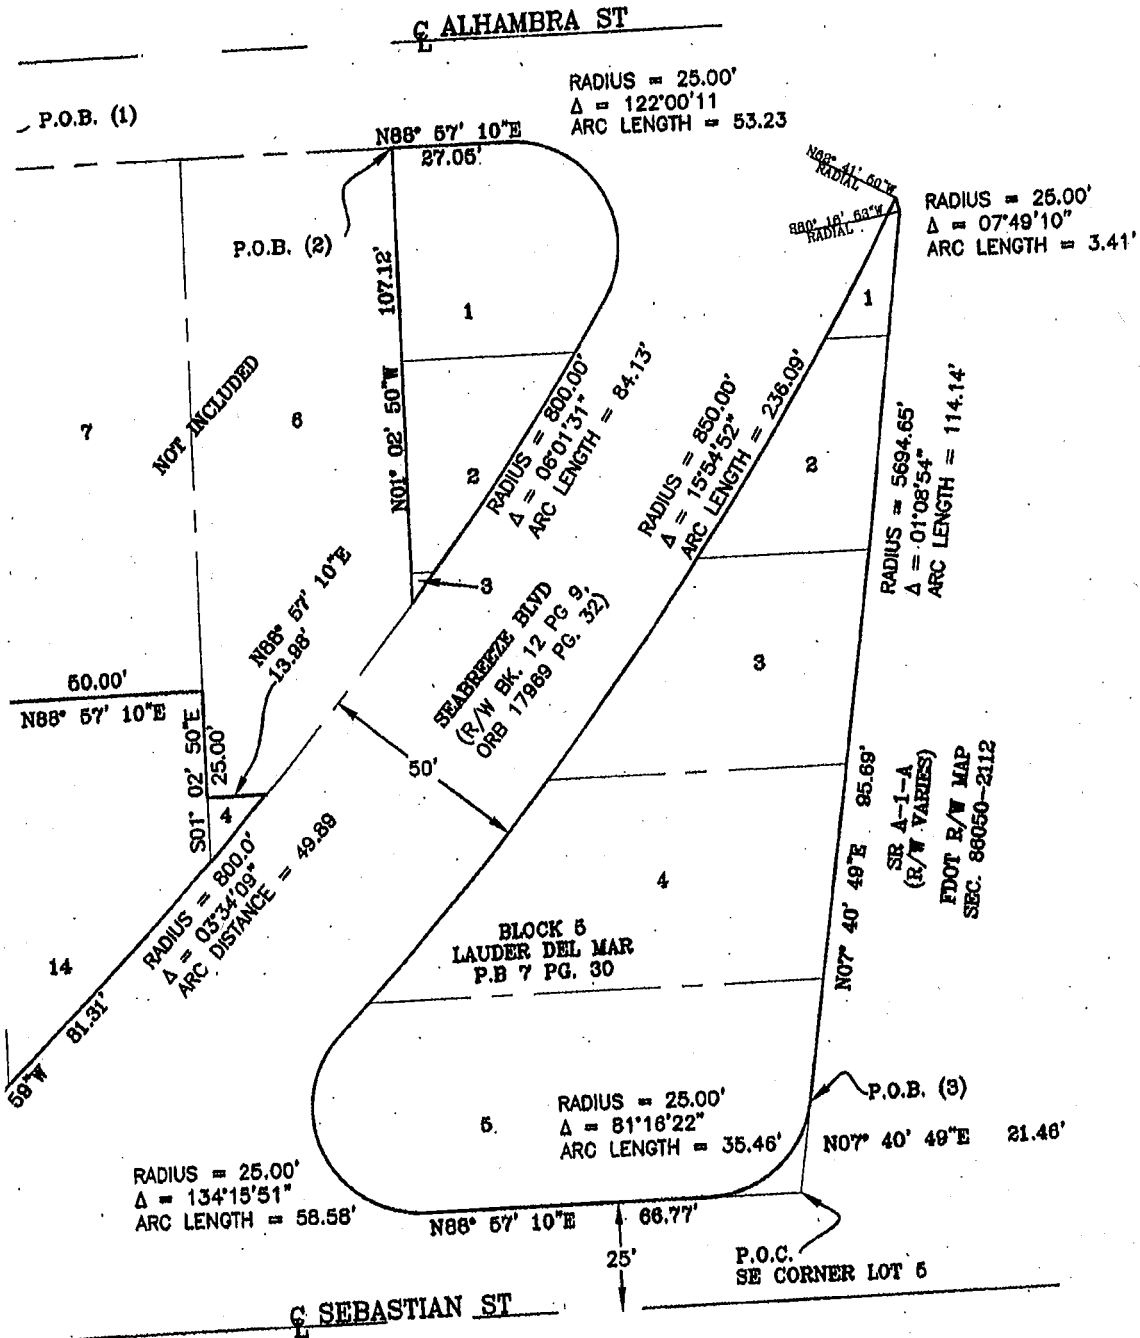 ℄ ALHAMBRA ST
RADIUS = 25.00'
Δ = 122°00'11
ARC LENGTH = 53.23
P.O.B. (1)
N88° 57' 10"E
27.05'
P.O.B. (2)
RADIAL
RADIAL
RADIUS = 25.00'
Δ = 07°49'10"
ARC LENGTH = 3.41'
107.12'
N01° 02' 50"W
1
1
7
NOT INCLUDED
6
2
2
RADIUS = 800.00'
Δ = 06°01'31"
ARC LENGTH = 84.13'
RADIUS = 850.00'
Δ = 15°54'52"
ARC LENGTH = 236.09'
RADIUS = 5694.65'
Δ = 01°08'54"
ARC LENGTH = 114.14'
3
3
N88° 57' 10"E
13.98'
SEABREEZE BLVD
(R/W BK. 12 PG 9,
ORB 17969 PG. 32)
50.00'
N88° 57' 10"E
S01° 02' 50"E
25.00'
50'
4
4
RADIUS = 800.0'
Δ = 03°34'09"
ARC DISTANCE = 49.89
N07° 40' 49"E 95.69'
SR A-1-A
(R/W VARIES)
FDOT R/W MAP
SEC. 86050-2112
BLOCK 5
LAUDER DEL MAR
P.B 7 PG. 30
14
59"W 81.31'
5
RADIUS = 25.00'
Δ = 81°16'22"
ARC LENGTH = 35.46'
P.O.B. (3)
N07° 40' 49"E 21.46'
RADIUS = 25.00'
Δ = 134°15'51"
ARC LENGTH = 58.58'
N88° 57' 10"E 66.77'
25'
P.O.C.
SE CORNER LOT 5
℄ SEBASTIAN ST